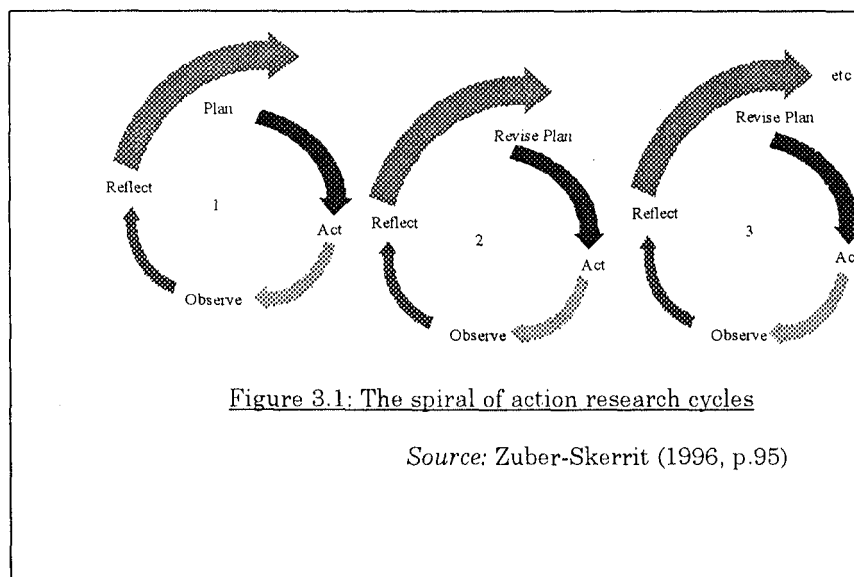 etc
Plan
Revise Plan
Revise Plan
Reflect
1
Act
Observe
Reflect
2
Act
Observe
Reflect
3
Ac
Observe
Figure 3.1: The spiral of action research cycles
Source: Zuber-Skerrit (1996, p.95)